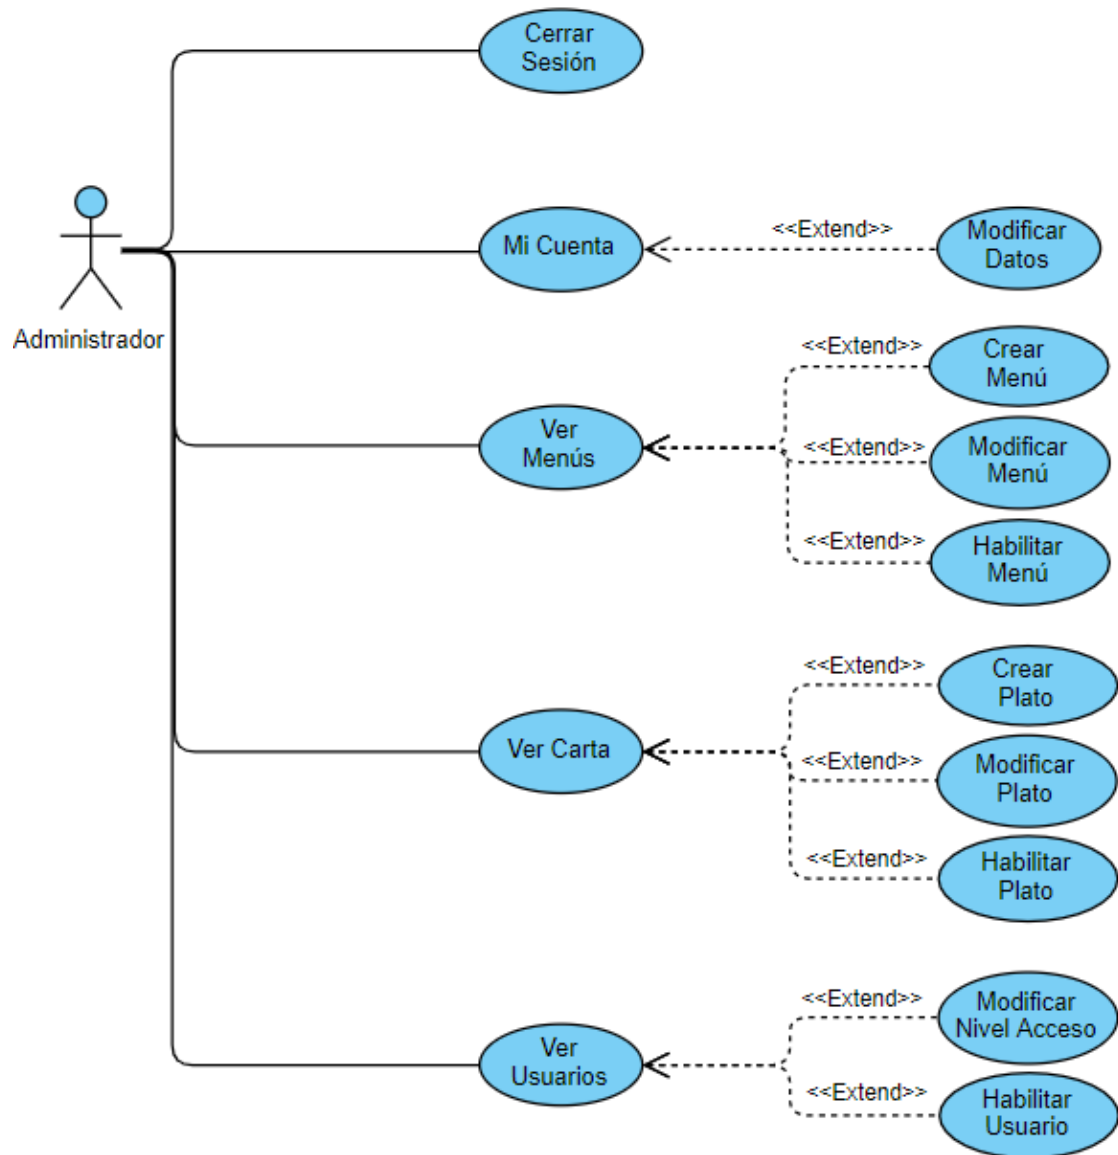 Cerrar
Sesión
Administrador
Mi Cuenta
<<Extend>>
Modificar
Datos
Ver
Menús
<<Extend>>
Crear
Menú
<<Extend>>
Modificar
Menú
<<Extend>>
Habilitar
Menú
Ver Carta
<<Extend>>
Crear
Plato
<<Extend>>
Modificar
Plato
<<Extend>>
Habilitar
Plato
Ver
Usuarios
<<Extend>>
Modificar
Nivel Acceso
<<Extend>>
Habilitar
Usuario